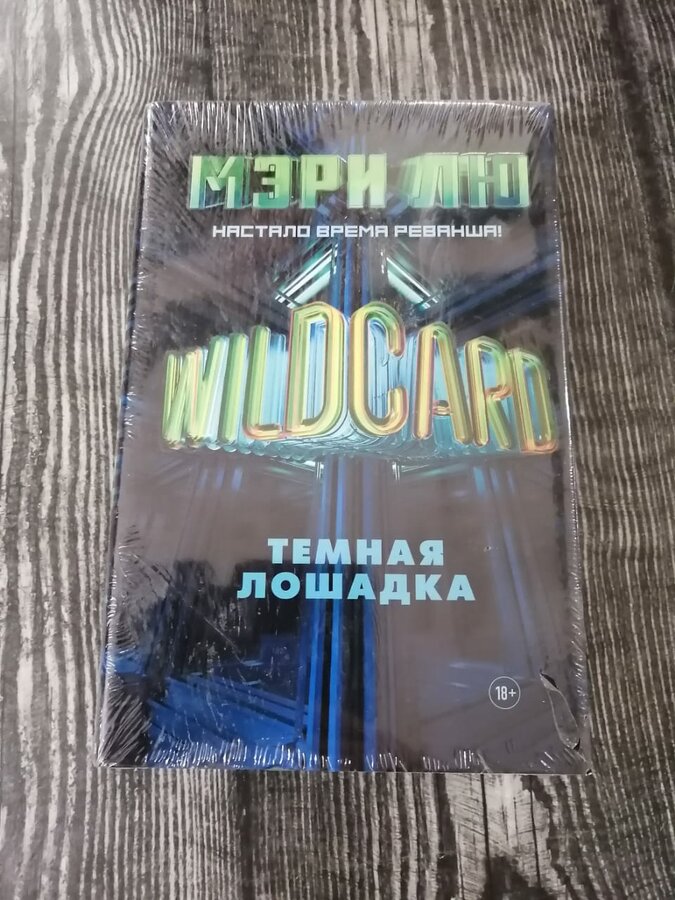 МЭРИ ЛЮ
НАСТАЛО ВРЕМЯ РЕВАНША!
WILDCARD
ТЕМНАЯ
ЛОШАДКА
18+